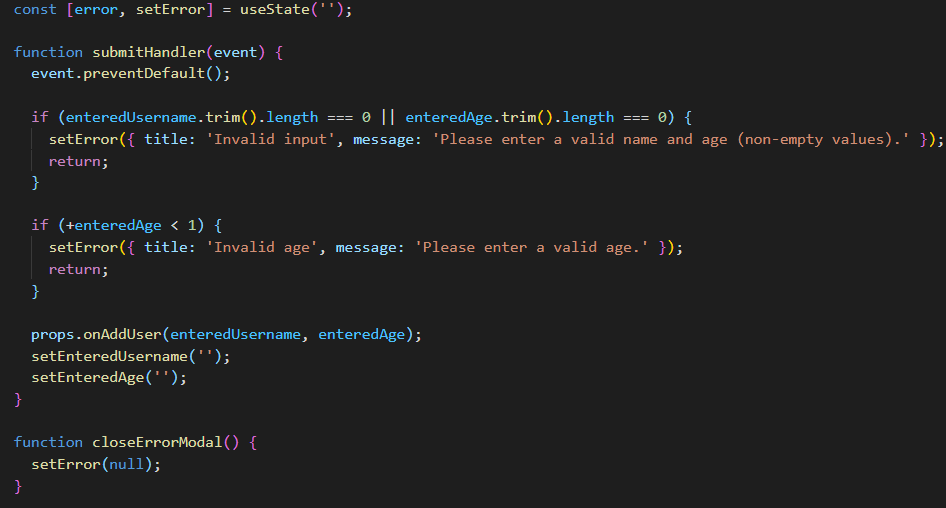 const [error, setError] = useState('');
function submitHandler(event) {
event.preventDefault();
if (enteredUsername.trim().length === 0 || enteredAge.trim().length === 0) {
setError({ title: 'Invalid input', message: 'Please enter a valid name and age (non-empty values).' });
return;
}
if (+enteredAge < 1) {
setError({ title: 'Invalid age', message: 'Please enter a valid age.' });
return;
}
props.onAddUser(enteredUsername, enteredAge);
setEnteredUsername('');
setEnteredAge('');
}
function closeErrorModal() {
setError(null);
}